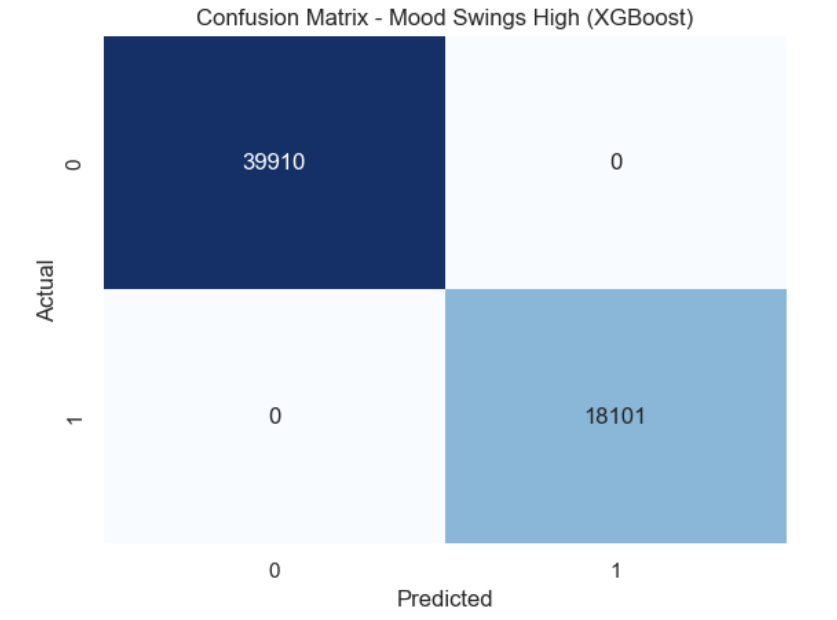 Confusion Matrix - Mood Swings High (XGBoost)
39910 0
0
Actual
0 18101
1
0 1
Predicted